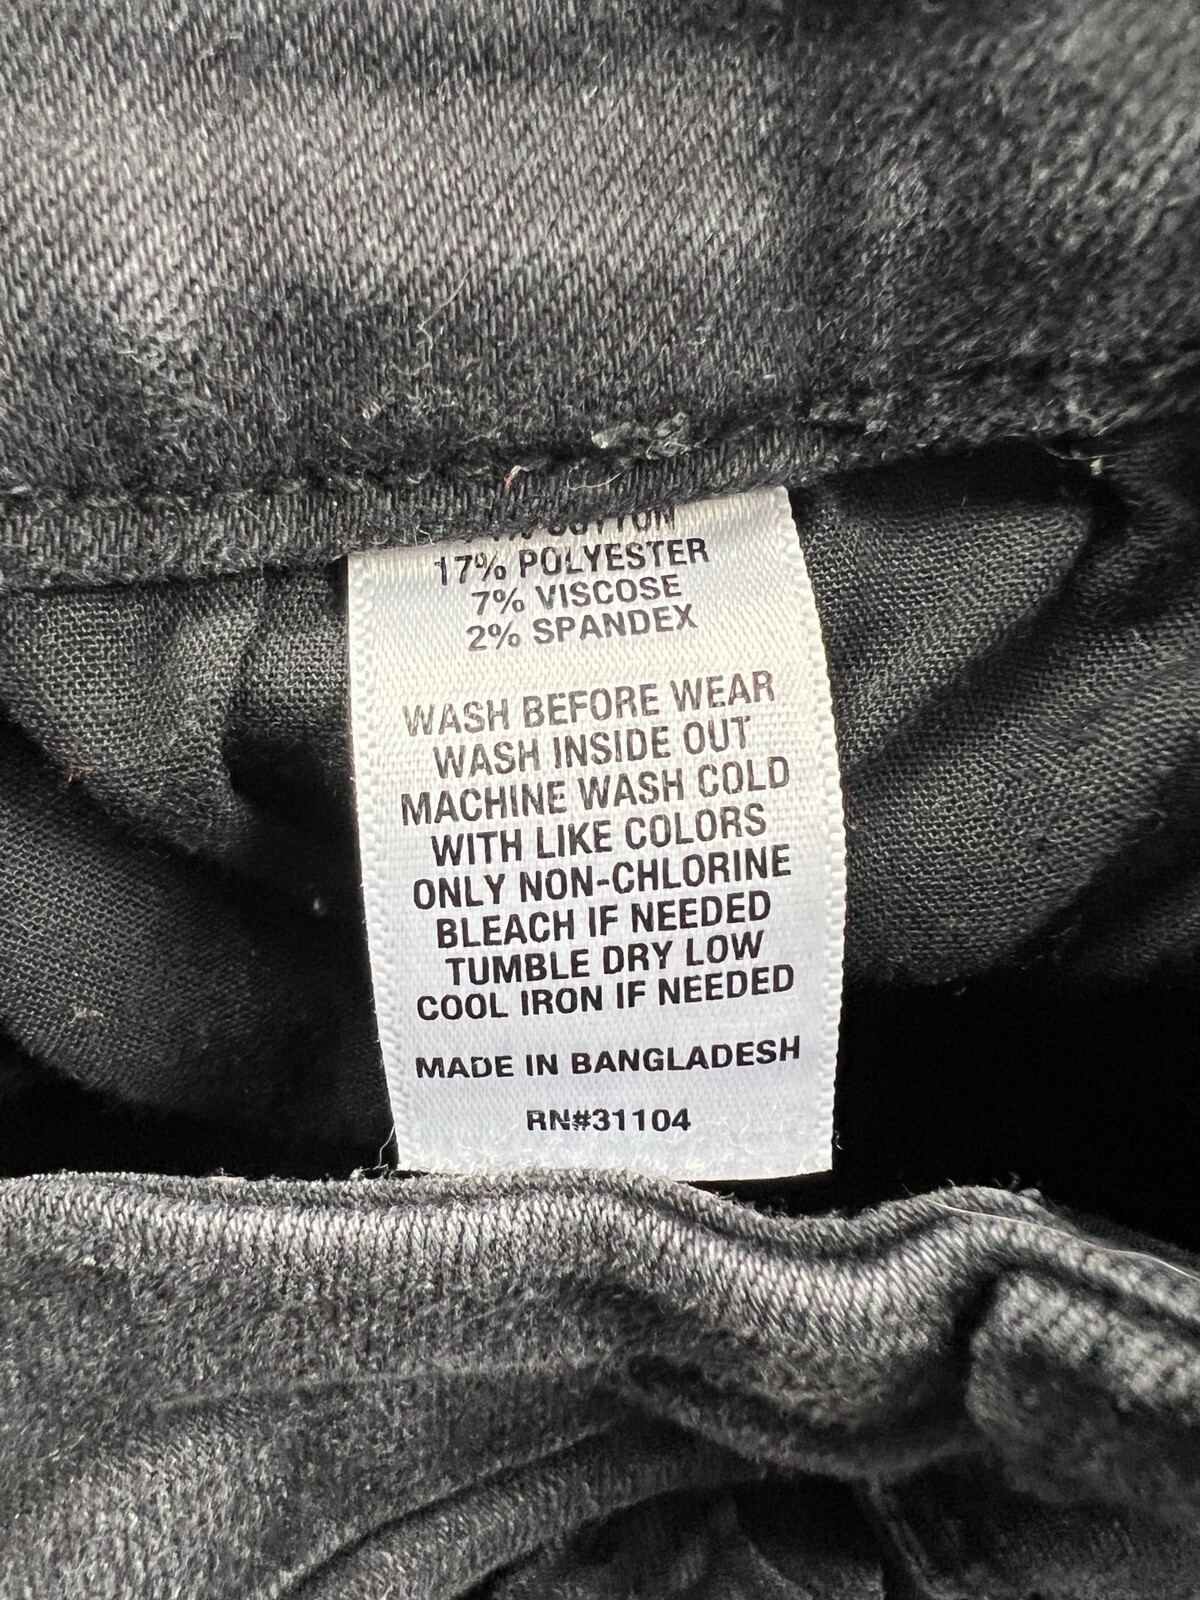 COTTON
17% POLYESTER
7% VISCOSE
2% SPANDEX
WASH BEFORE WEAR
WASH INSIDE OUT
MACHINE WASH COLD
WITH LIKE COLORS
ONLY NON-CHLORINE
BLEACH IF NEEDED
TUMBLE DRY LOW
COOL IRON IF NEEDED
MADE IN BANGLADESH
RN#31104